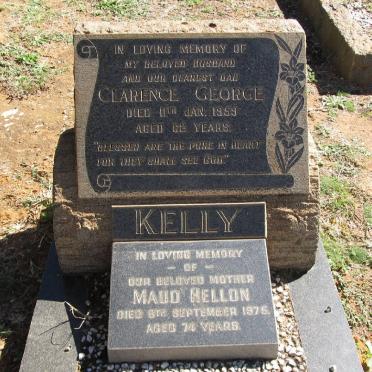 IN LOVING MEMORY OF
MY BELOVED HUSBAND
AND OUR DEAREST DAD
CLARENCE GEORGE
DIED 11TH JAN. 1959
AGED 62 YEARS.
"BLESSED ARE THE PURE IN HEART
FOR THEY SHALL SEE GOD"
KELLY
IN LOVING MEMORY
- OF -
OUR BELOVED MOTHER
MAUD HELLON
DIED 6TH SEPTEMBER 1975.
AGED 74 YEARS.